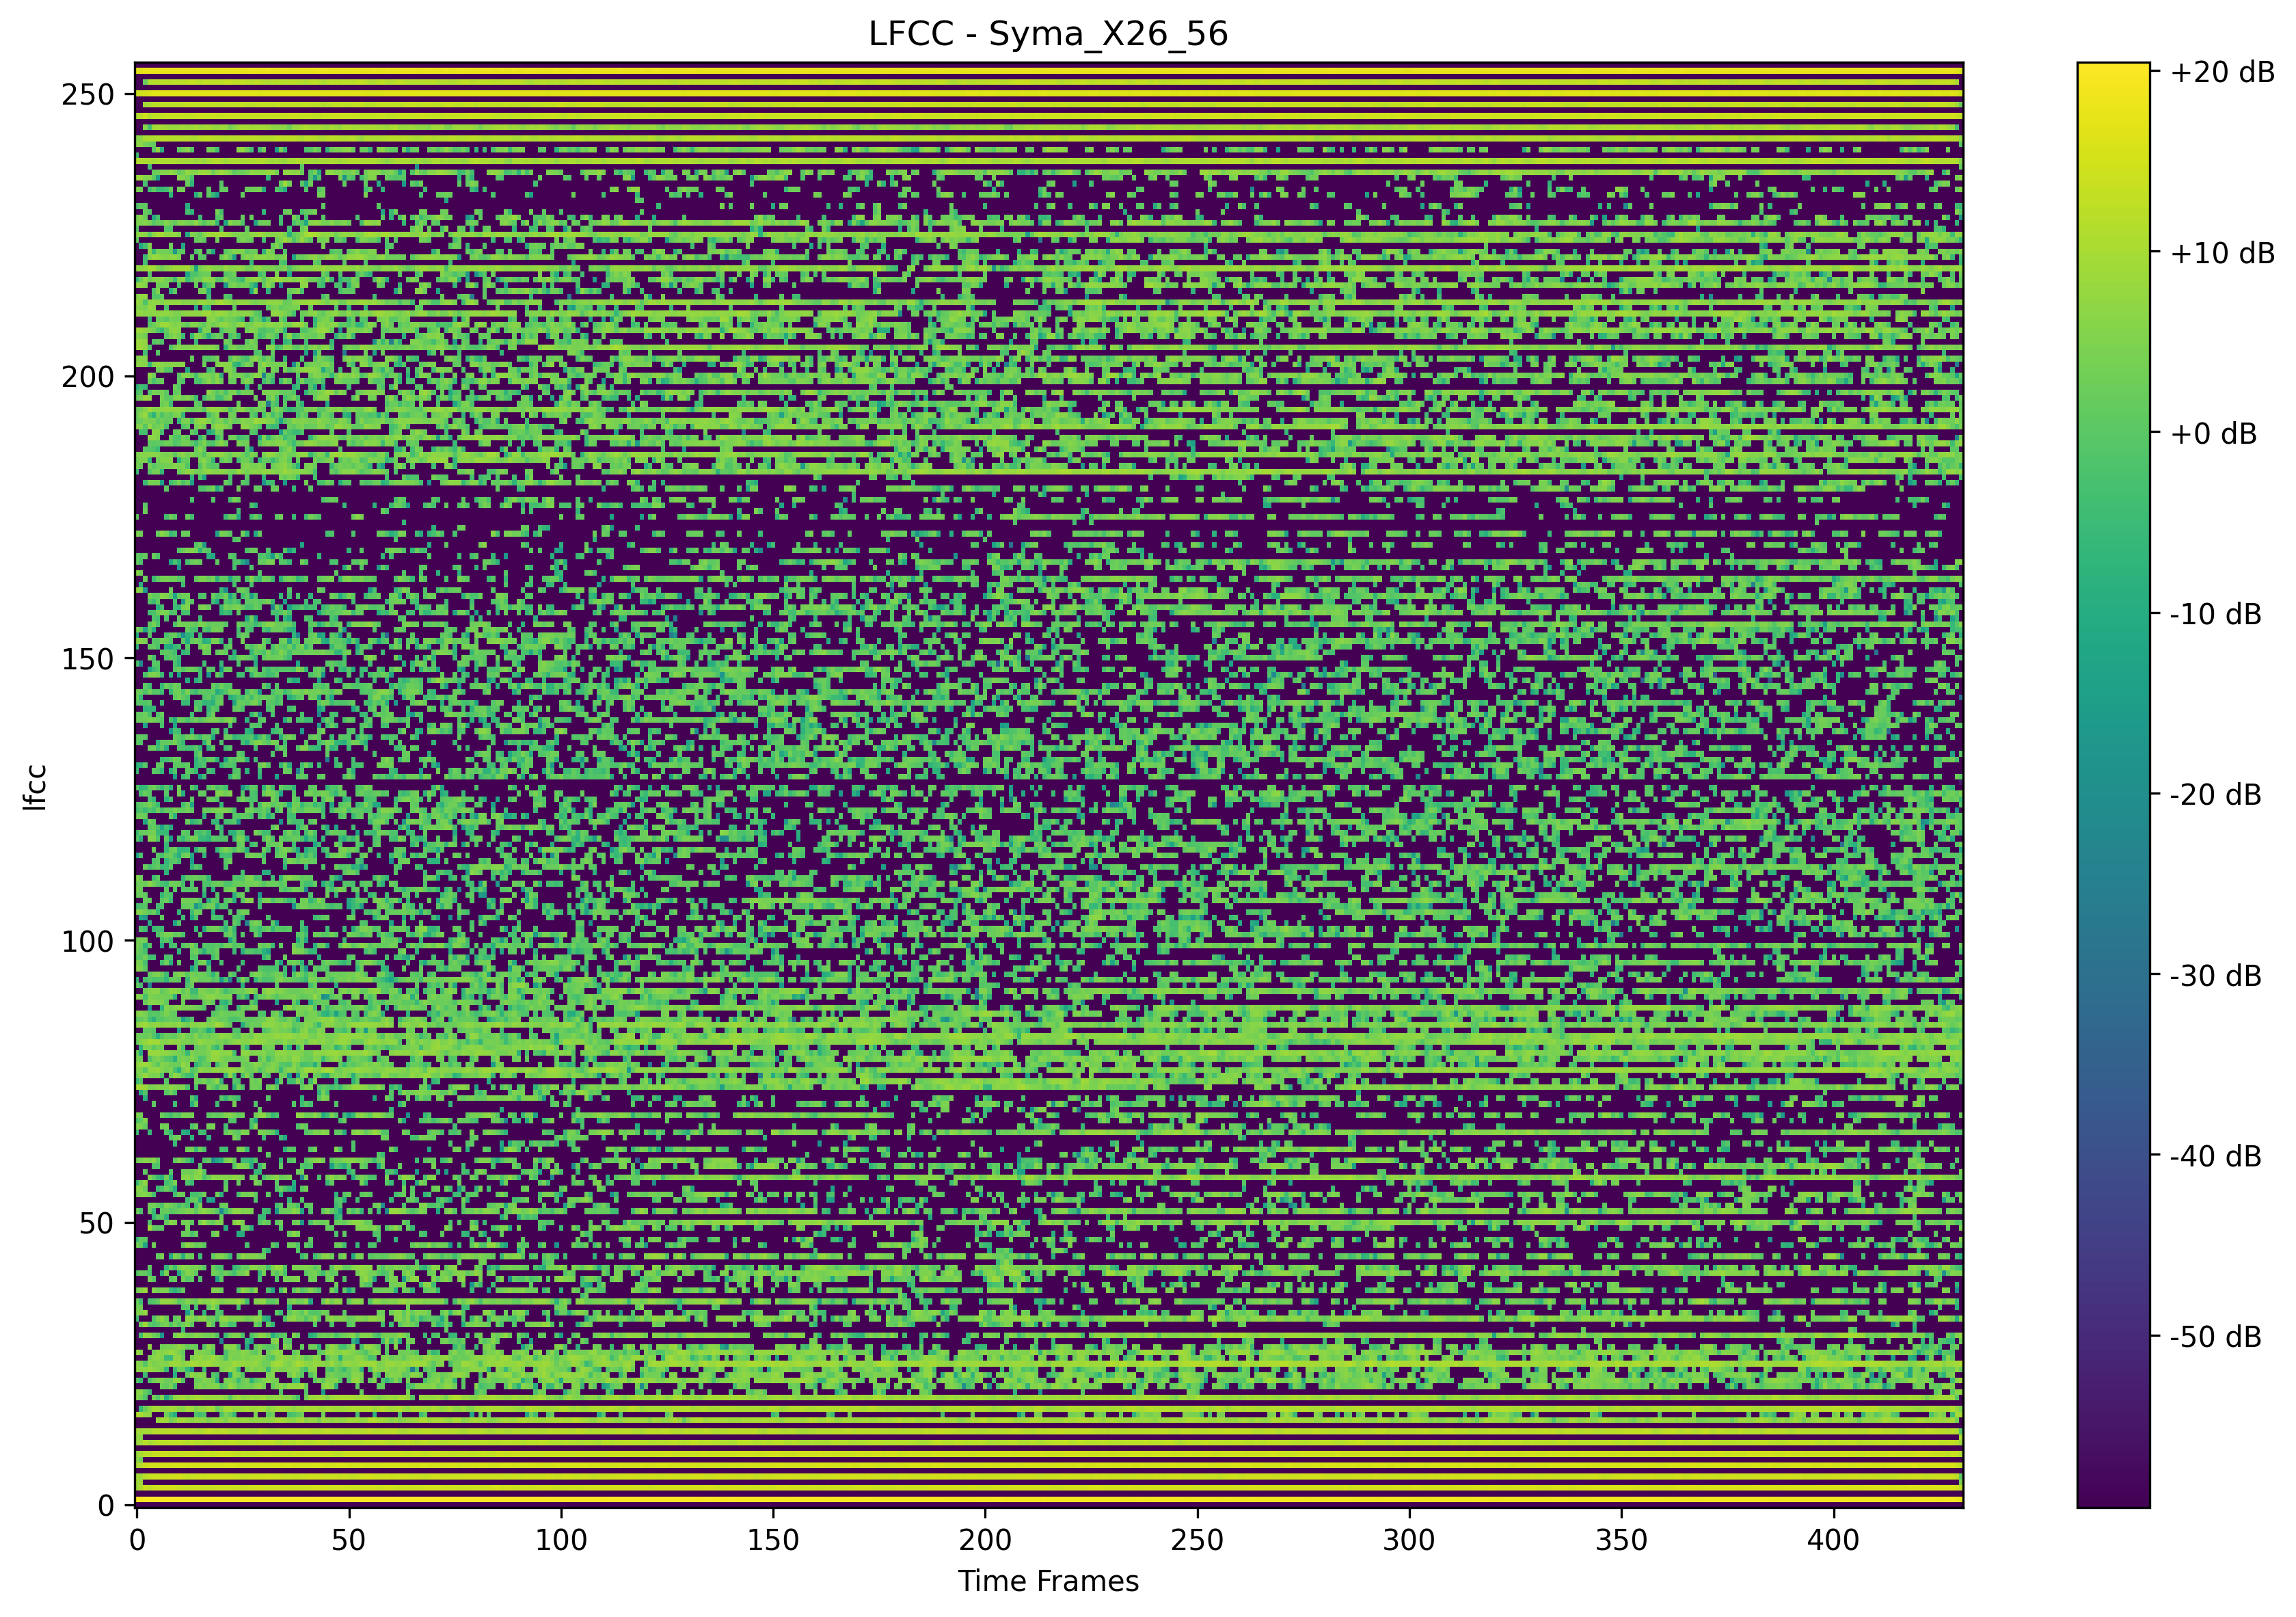 LFCC - Syma_X26_56
lfcc
250
200
150
100
50
0
0 50 100 150 200 250 300 350 400
Time Frames
+20 dB
+10 dB
+0 dB
-10 dB
-20 dB
-30 dB
-40 dB
-50 dB